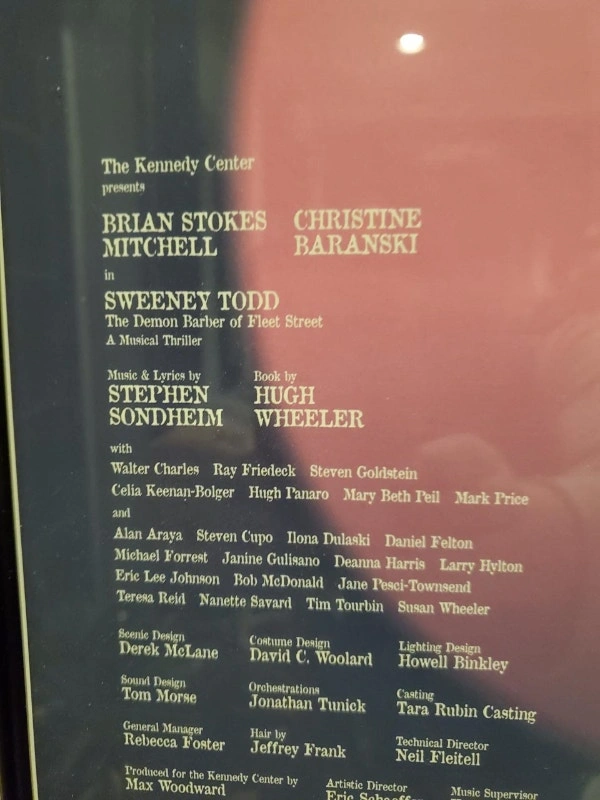 The Kennedy Center
presents
BRIAN STOKES MITCHELL
CHRISTINE BARANSKI
in
SWEENEY TODD
The Demon Barber of Fleet Street
A Musical Thriller
Music & Lyrics by
STEPHEN SONDHEIM
Book by
HUGH WHEELER
with
Walter Charles Ray Friedeck Steven Goldstein
Celia Keenan-Bolger Hugh Panaro Mary Beth Peil Mark Price
and
Alan Araya Steven Cupo Ilona Dulaski Daniel Felton
Michael Forrest Janine Gulisano Deanna Harris Larry Hylton
Eric Lee Johnson Bob McDonald Jane Pesci-Townsend
Teresa Reid Nanette Savard Tim Tourbin Susan Wheeler
Scenic Design
Derek McLane
Costume Design
David C. Woolard
Lighting Design
Howell Binkley
Sound Design
Tom Morse
Orchestrations
Jonathan Tunick
Casting
Tara Rubin Casting
General Manager
Rebecca Foster
Hair by
Jeffrey Frank
Technical Director
Neil Fleitell
Produced for the Kennedy Center by
Max Woodward
Artistic Director
Eric
Music Supervisor